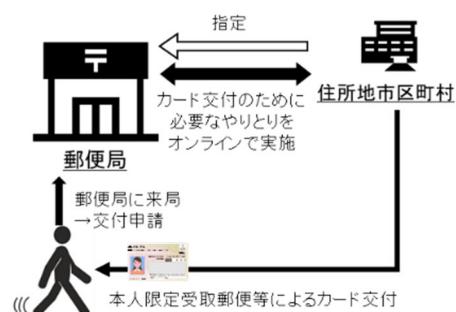 指定
カード交付のために
必要なやりとりを
オンラインで実施
住所地市区町村
郵便局
郵便局に来局
→交付申請
本人限定受取郵便等によるカード交付